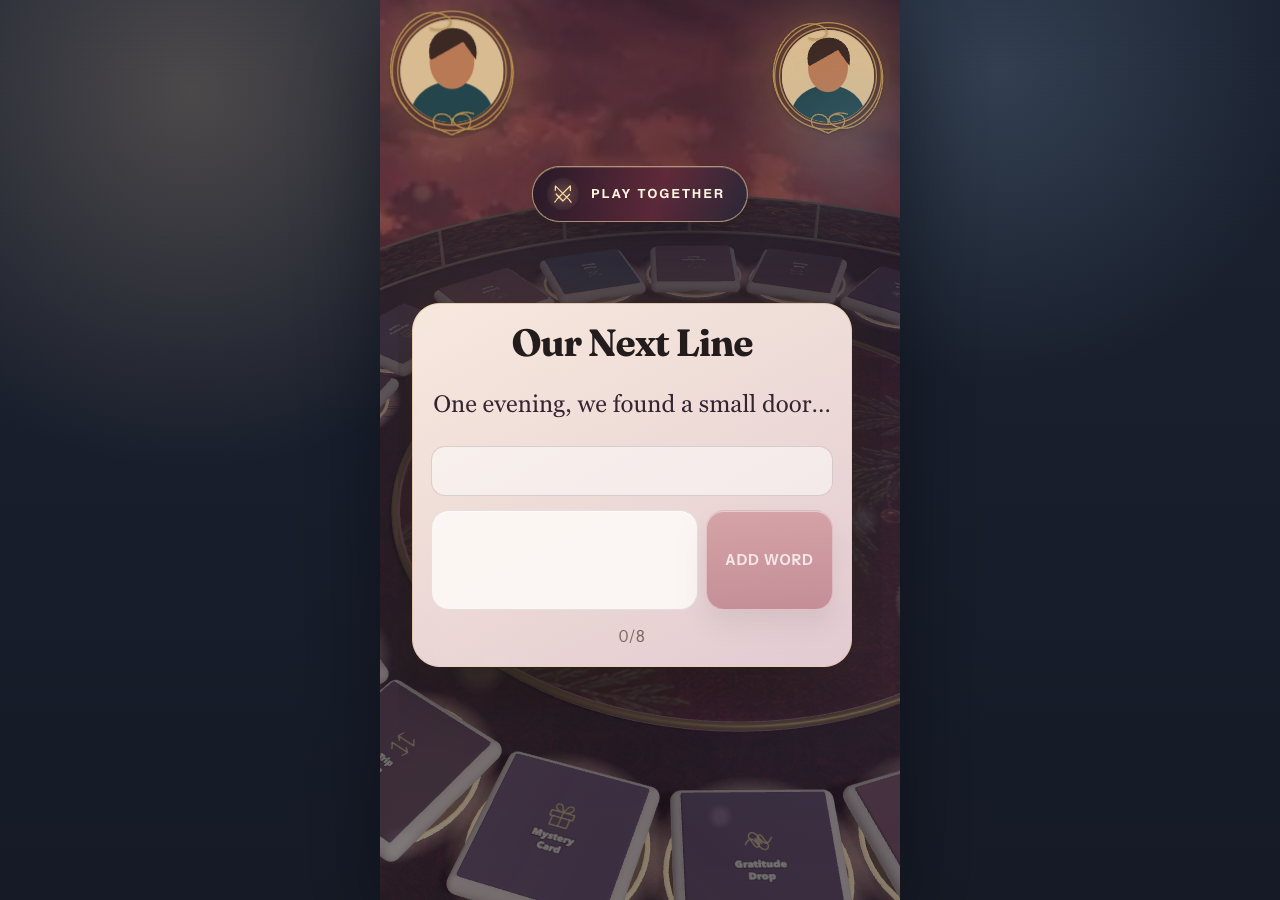 PLAY TOGETHER
Our Next Line
One evening, we found a small door...
ADD WORD
0/8
Mystery
Card
Gratitude
Drop